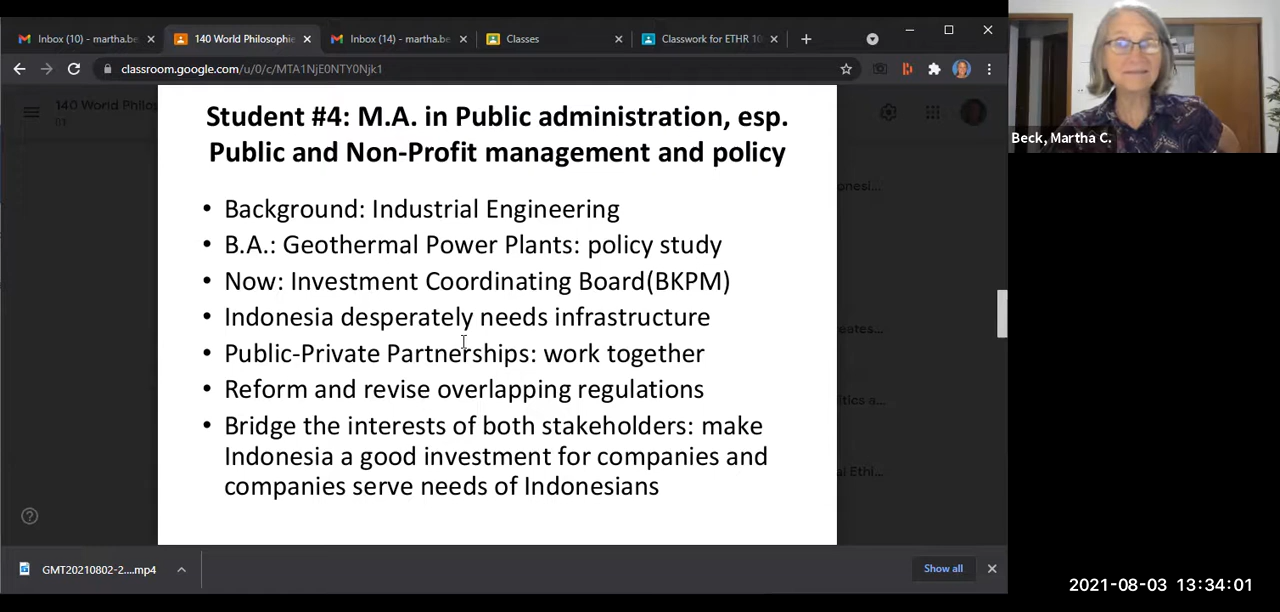 Inbox (10) - martha.be
140 World Philosophie
Inbox (14) - martha.be
Classes
Classwork for ETHR 10
classroom.google.com/u/0/c/MTA1NjE0NTY0Njk1
140 World Philos
Student #4: M.A. in Public administration, esp.
Public and Non-Profit management and policy
• Background: Industrial Engineering
• B.A.: Geothermal Power Plants: policy study
• Now: Investment Coordinating Board(BKPM)
• Indonesia desperately needs infrastructure
• Public-Private Partnerships: work together
• Reform and revise overlapping regulations
• Bridge the interests of both stakeholders: make
Indonesia a good investment for companies and
companies serve needs of Indonesians
Beck, Martha C.
GMT20210802-2....mp4
Show all
2021-08-03 13:34:01